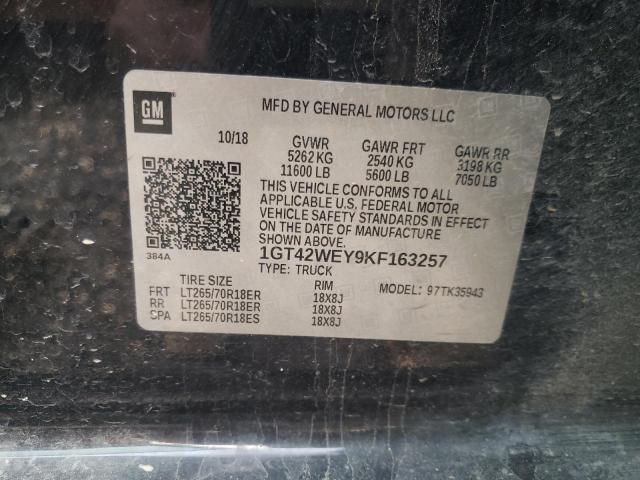 GM
MFD BY GENERAL MOTORS LLC
10/18 GVWR GAWR FRT GAWR RR
5262 KG 2540 KG 3198 KG
11600 LB 5600 LB 7050 LB
THIS VEHICLE CONFORMS TO ALL
APPLICABLE U.S. FEDERAL MOTOR
VEHICLE SAFETY STANDARDS IN EFFECT
ON THE DATE OF MANUFACTURE
SHOWN ABOVE.
384A
1GT42WEY9KF163257
TYPE: TRUCK
TIRE SIZE RIM MODEL: 97TK35943
FRT LT265/70R18ER 18X8J
RR LT265/70R18ER 18X8J
SPA LT265/70R18ES 18X8J